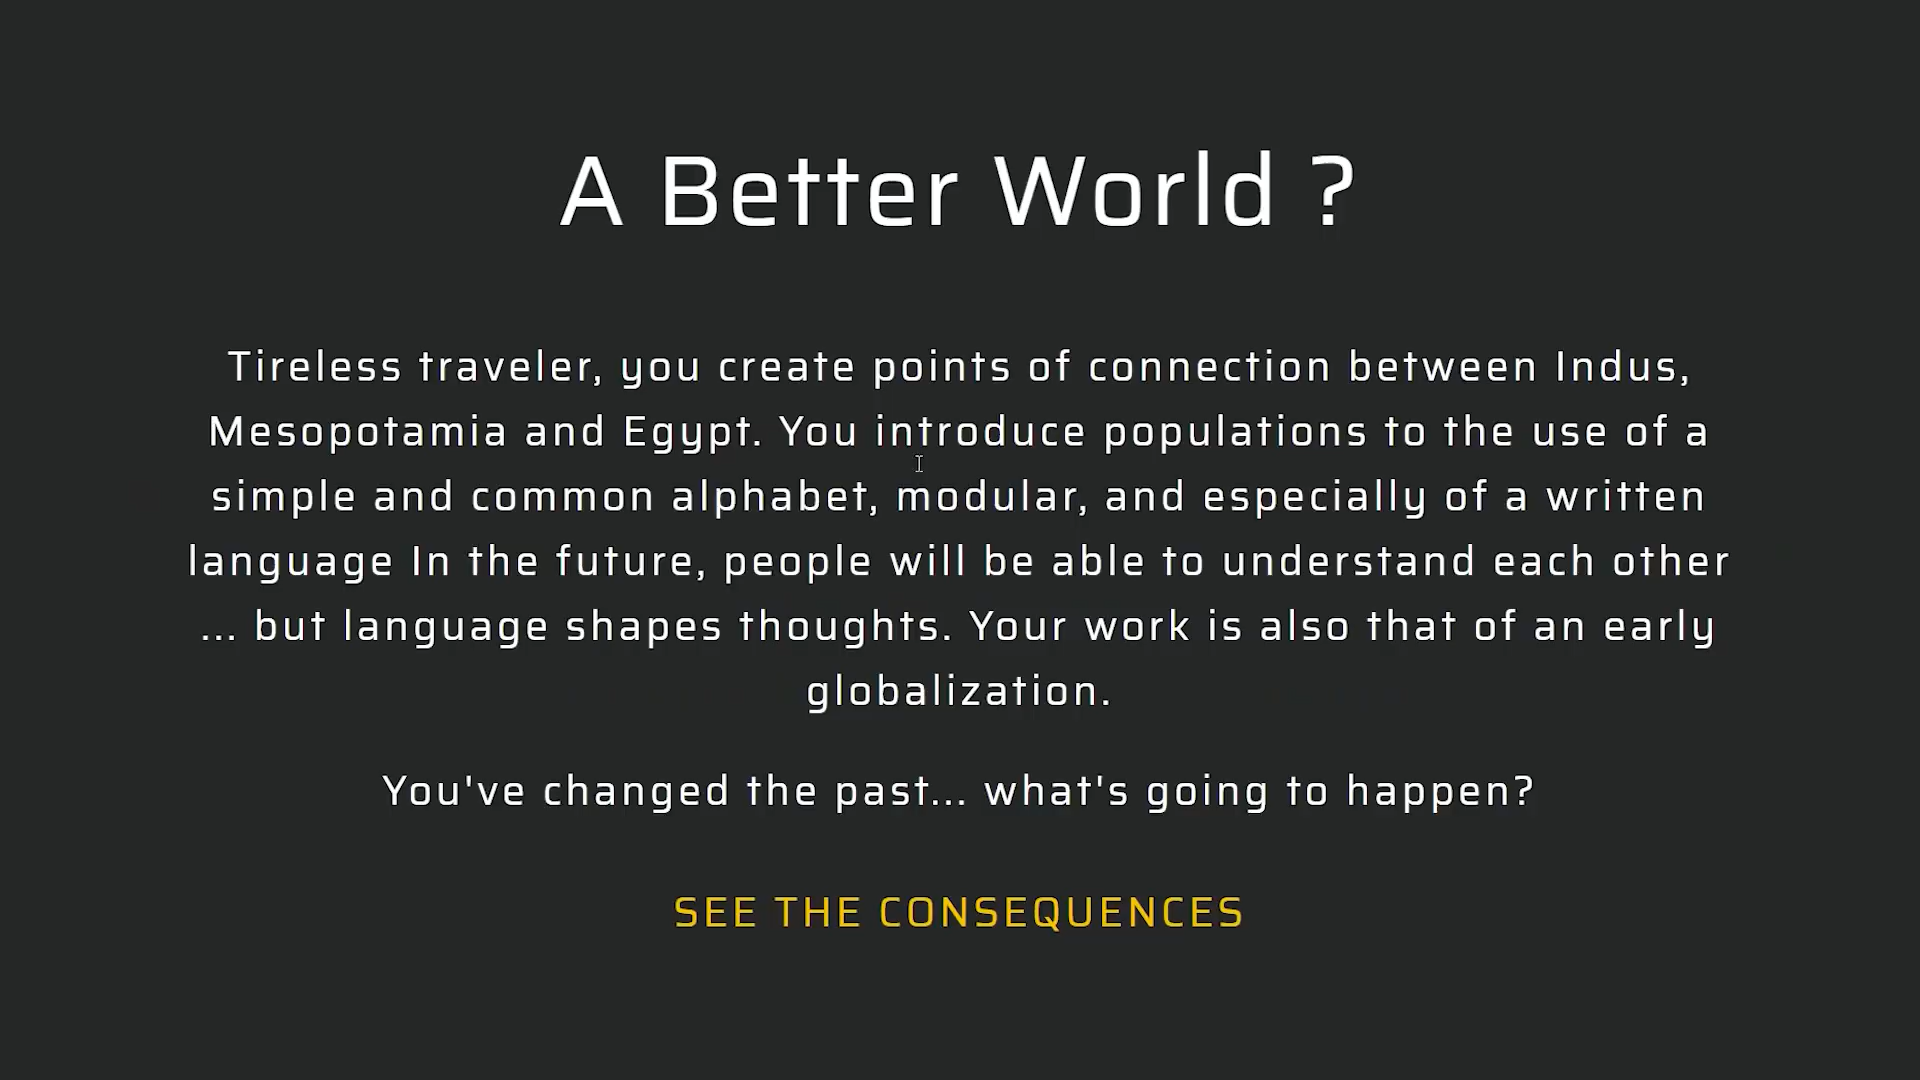 A Better World ?
Tireless traveler, you create points of connection between Indus,
Mesopotamia and Egypt. You introduce populations to the use of a
simple and common alphabet, modular, and especially of a written
language In the future, people will be able to understand each other
... but language shapes thoughts. Your work is also that of an early
globalization.
You've changed the past... what's going to happen?
SEE THE CONSEQUENCES